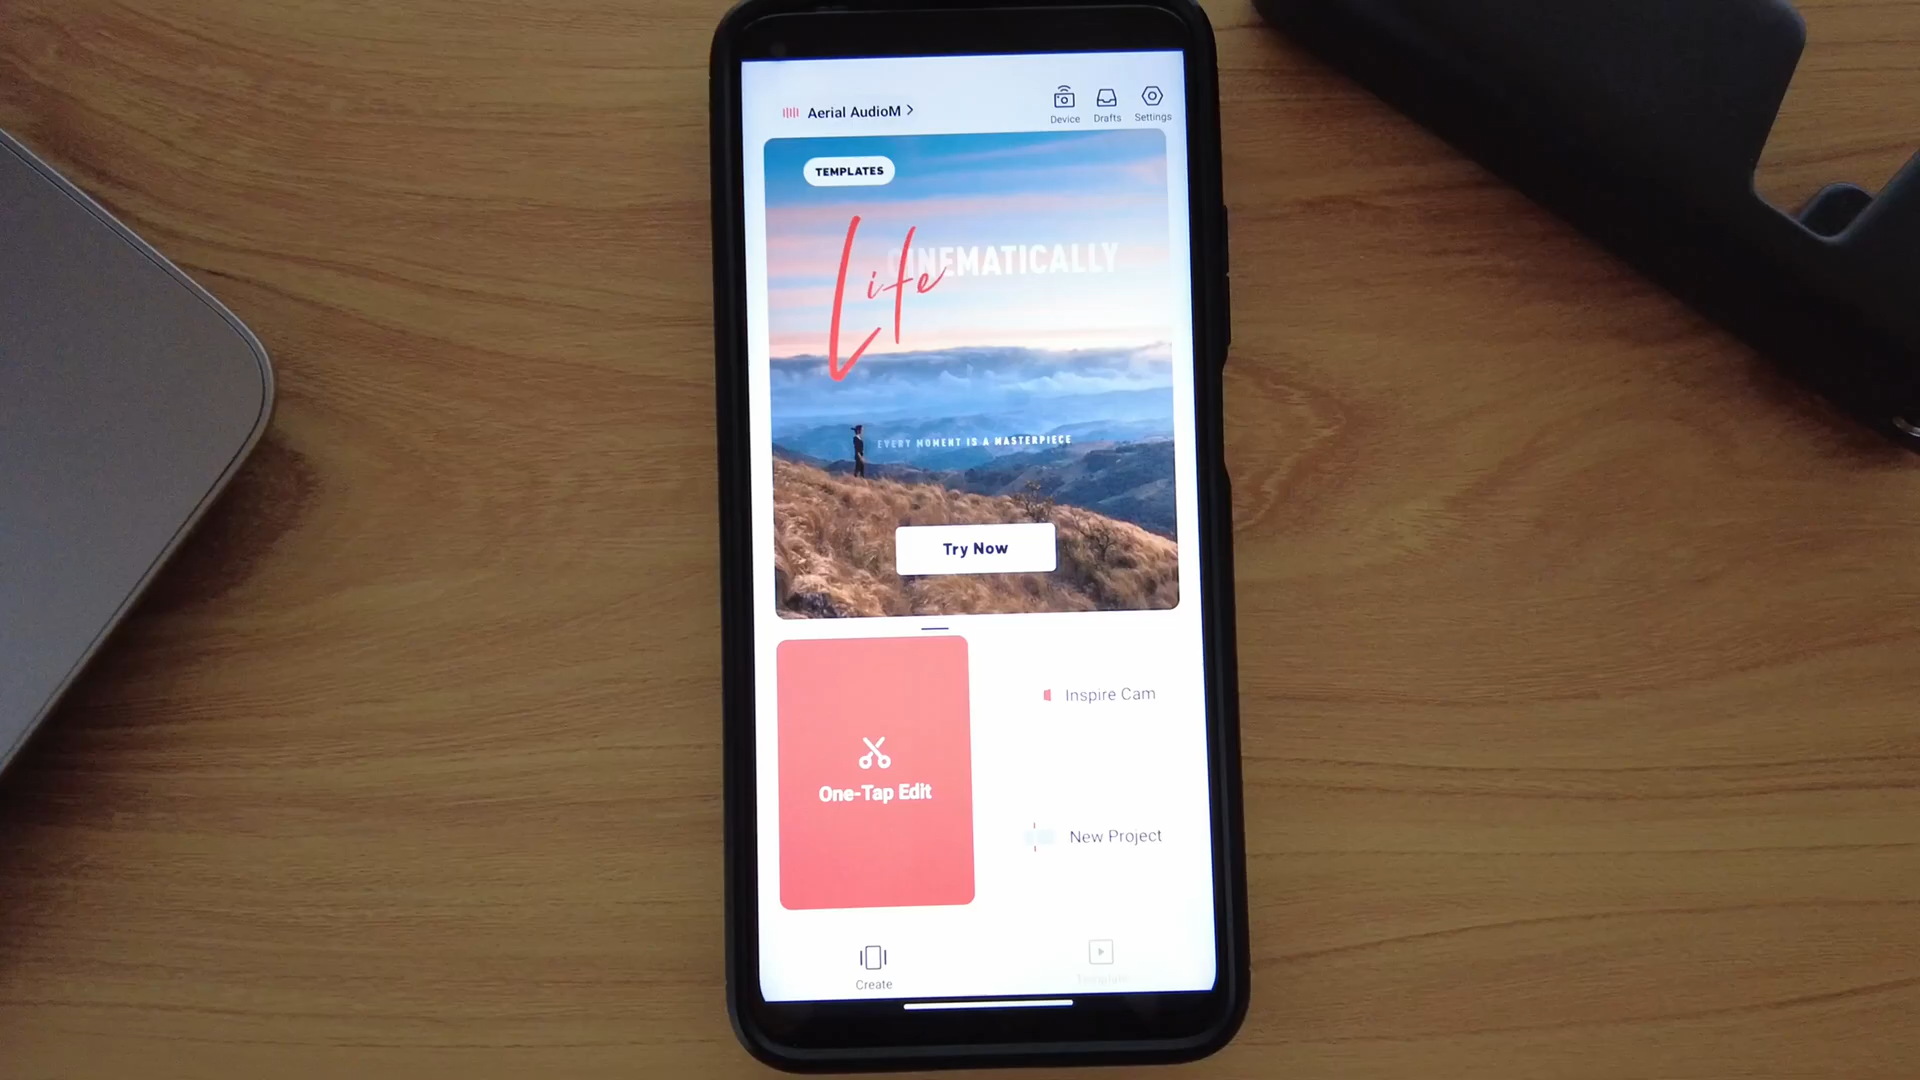 Aerial AudioM >
Device Drafts Settings
TEMPLATES
CINEMATICALLY
Life
EVERY MOMENT IS A MASTERPIECE
Try Now
Inspire Cam
One-Tap Edit
New Project
Create